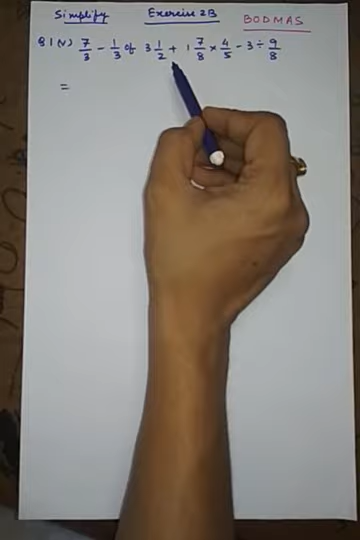 Simplify Exercise 2B BODMAS
Q 1 (v) 7/3 - 1/3 of 3 1/2 + 1 7/8 × 4/5 - 3 ÷ 9/8
=